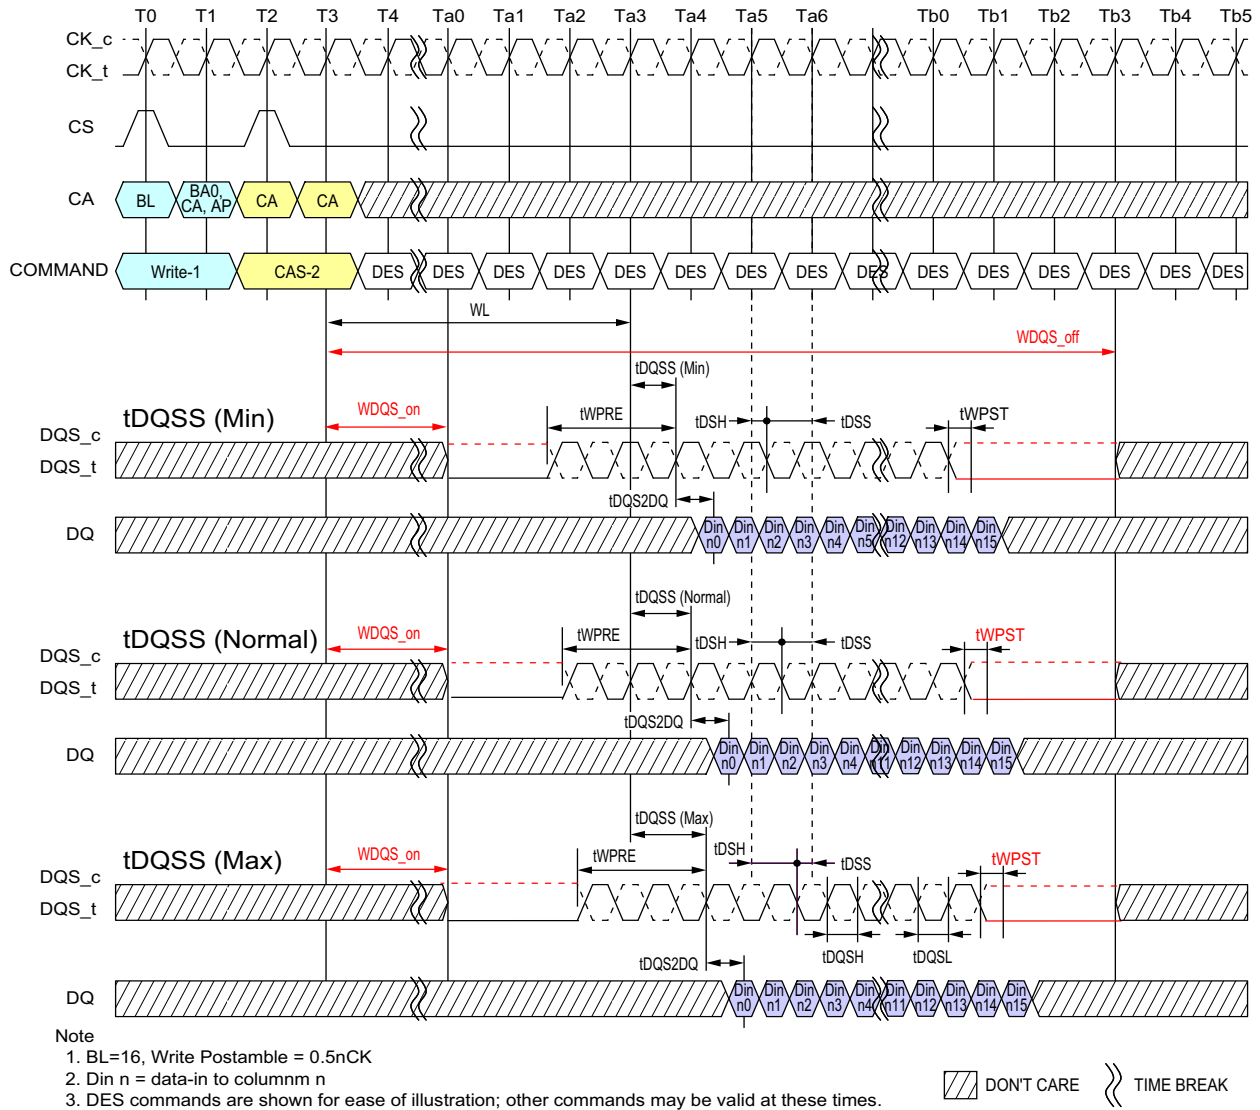 T0 T1 T2 T3 T4 Ta0 Ta1 Ta2 Ta3 Ta4 Ta5 Ta6 Tb0 Tb1 Tb2 Tb3 Tb4 Tb5
CK_c
CK_t
CS
CA BL BA0, CA, AP CA CA
COMMAND Write-1 CAS-2 DES DES DES DES DES DES DES DES DES DES DES DES DES DES DES
WL
WDQS_off
tDQSS (Min)
tDQSS (Min) WDQS_on tWPRE tDSH tDSS tWPST
DQS_c
DQS_t
tDQS2DQ
DQ Din n0 Din n1 Din n2 Din n3 Din n4 Din n5 Din n12 Din n13 Din n14 Din n15
tDQSS (Normal)
tDQSS (Normal) WDQS_on tWPRE tDSH tDSS tWPST
DQS_c
DQS_t
tDQS2DQ
DQ Din n0 Din n1 Din n2 Din n3 Din n4 Din n11 Din n12 Din n13 Din n14 Din n15
tDQSS (Max)
tDQSS (Max) WDQS_on tWPRE tDSH tDSS tWPST
DQS_c
DQS_t
tDQSH tDQSL
tDQS2DQ
DQ Din n0 Din n1 Din n2 Din n3 Din n4 Din n11 Din n12 Din n13 Din n14 Din n15
Note
1. BL=16, Write Postamble = 0.5nCK
2. Din n = data-in to columnm n
3. DES commands are shown for ease of illustration; other commands may be valid at these times.
DON'T CARE TIME BREAK